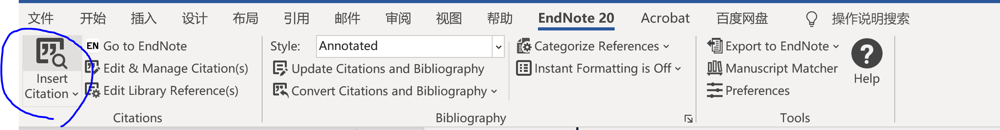 文件 开始 插入 设计 布局 引用 邮件 审阅 视图 帮助 EndNote 20 Acrobat 百度网盘 操作说明搜索
Insert
Citation
EN Go to EndNote
Edit & Manage Citation(s)
Edit Library Reference(s)
Citations
Style: Annotated
Update Citations and Bibliography
Convert Citations and Bibliography
Categorize References
Instant Formatting is Off
Bibliography
Export to EndNote
Manuscript Matcher
Preferences
?
Help
Tools